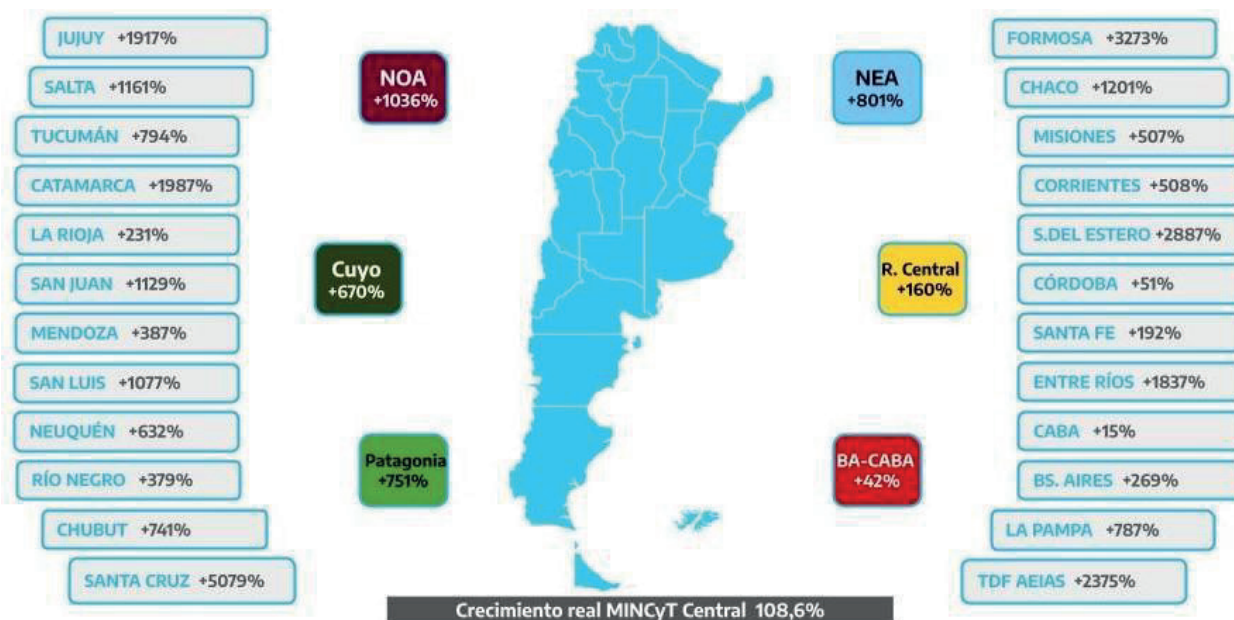 JUJUY +1917%
SALTA +1161%
TUCUMÁN +794%
CATAMARCA +1987%
LA RIOJA +231%
SAN JUAN +1129%
MENDOZA +387%
SAN LUIS +1077%
NEUQUÉN +632%
RÍO NEGRO +379%
CHUBUT +741%
SANTA CRUZ +5079%
NOA
+1036%
Cuyo
+670%
Patagonia
+751%
NEA
+801%
R. Central
+160%
BA-CABA
+42%
FORMOSA +3273%
CHACO +1201%
MISIONES +507%
CORRIENTES +508%
S.DEL ESTERO +2887%
CÓRDOBA +51%
SANTA FE +192%
ENTRE RÍOS +1837%
CABA +15%
BS. AIRES +269%
LA PAMPA +787%
TDF AEIAS +2375%
Crecimiento real MINCyT Central 108,6%